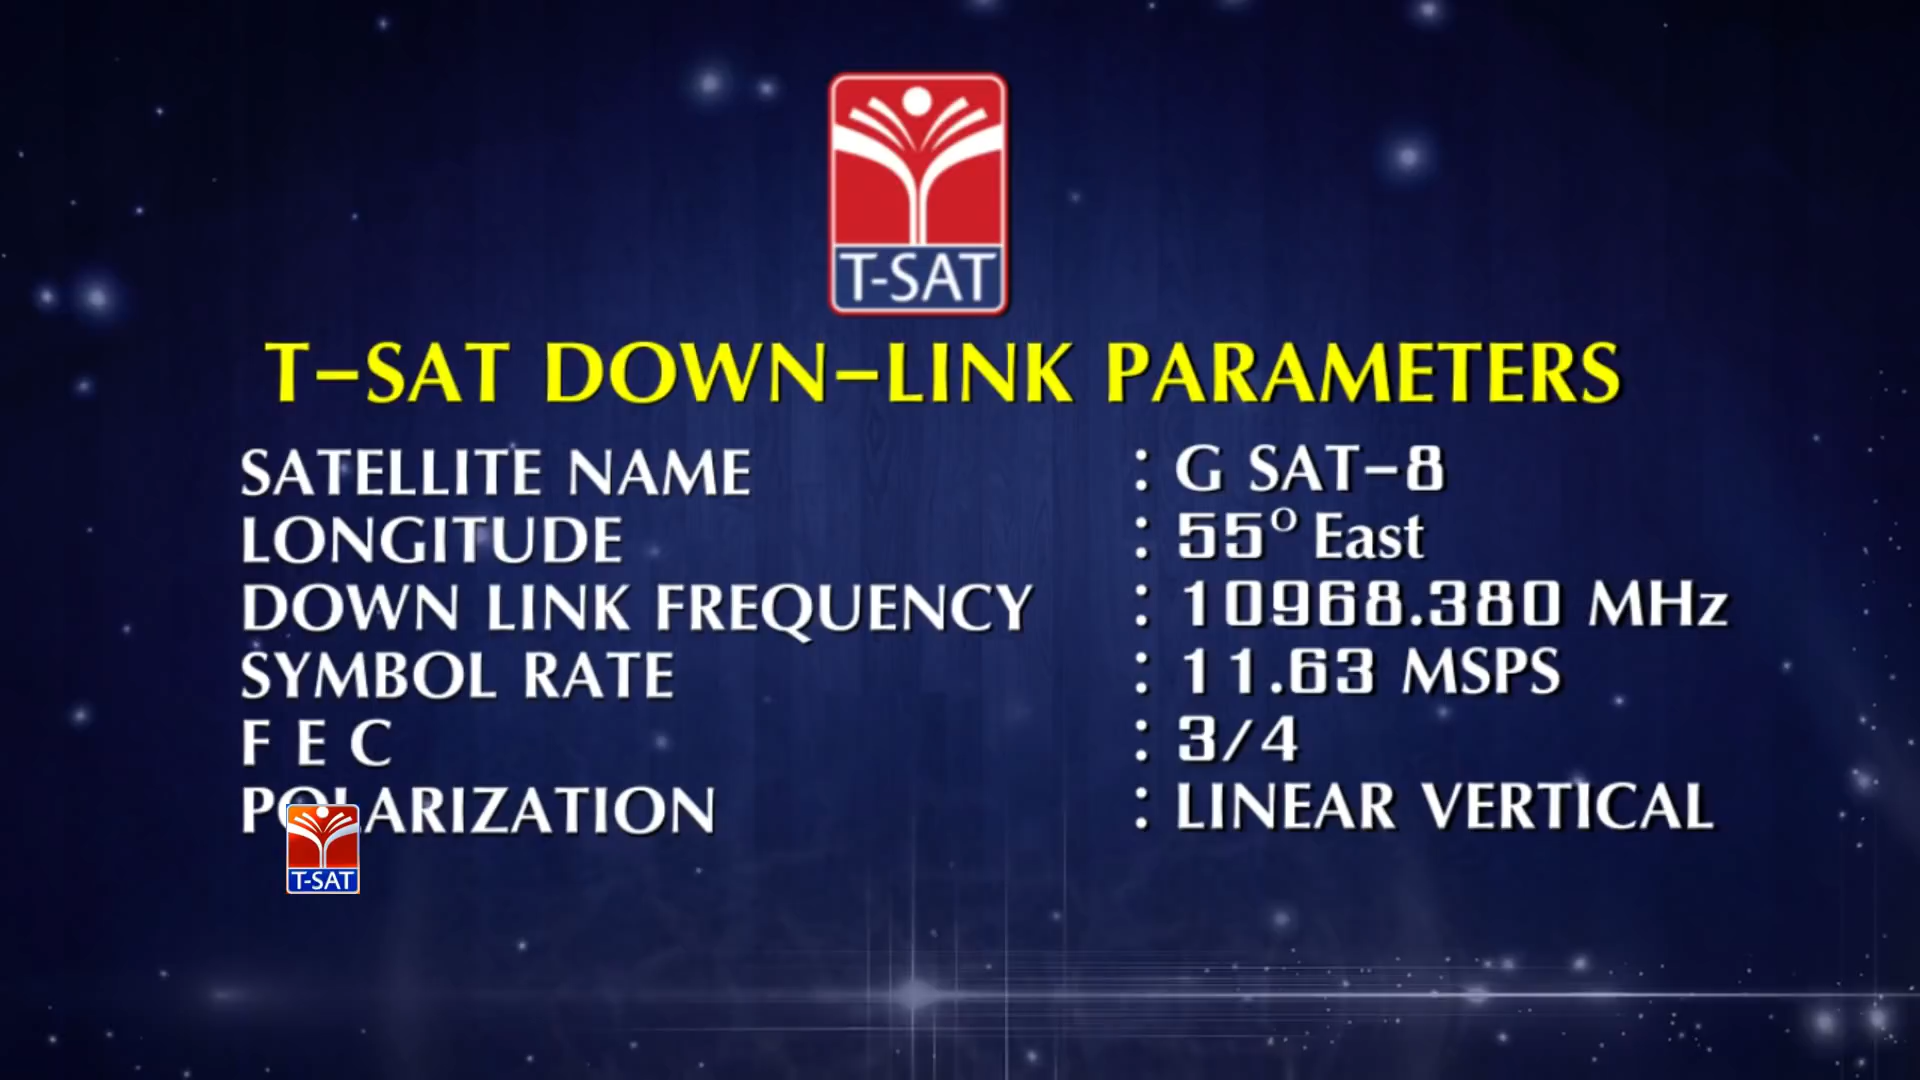 T-SAT
T-SAT DOWN-LINK PARAMETERS
SATELLITE NAME : G SAT-8
LONGITUDE : 55° East
DOWN LINK FREQUENCY : 10968.380 MHz
SYMBOL RATE : 11.63 MSPS
F E C : 3/4
POLARIZATION : LINEAR VERTICAL
T-SAT